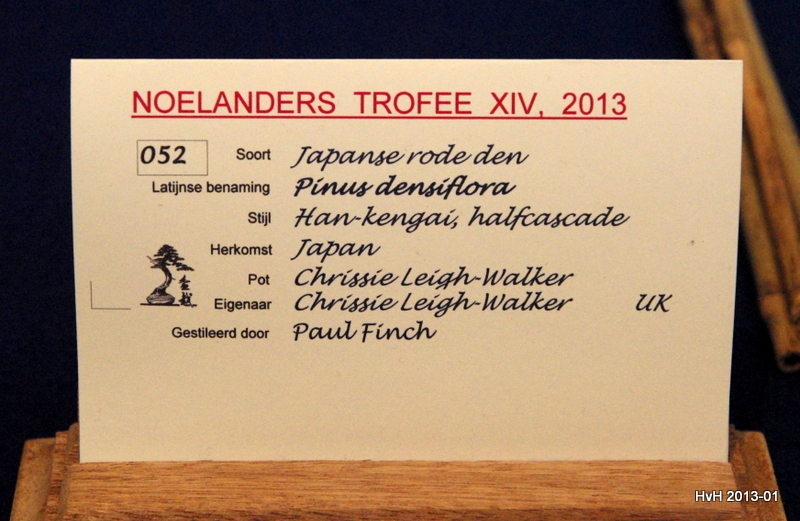 NOELANDERS TROFEE XIV, 2013
052 Soort Japanse rode den
Latijnse benaming Pinus densiflora
Stijl Han-kengai, halfcascade
Herkomst Japan
Pot Chrissie Leigh-Walker
Eigenaar Chrissie Leigh-Walker UK
Gestileerd door Paul Finch
HvH 2013-01